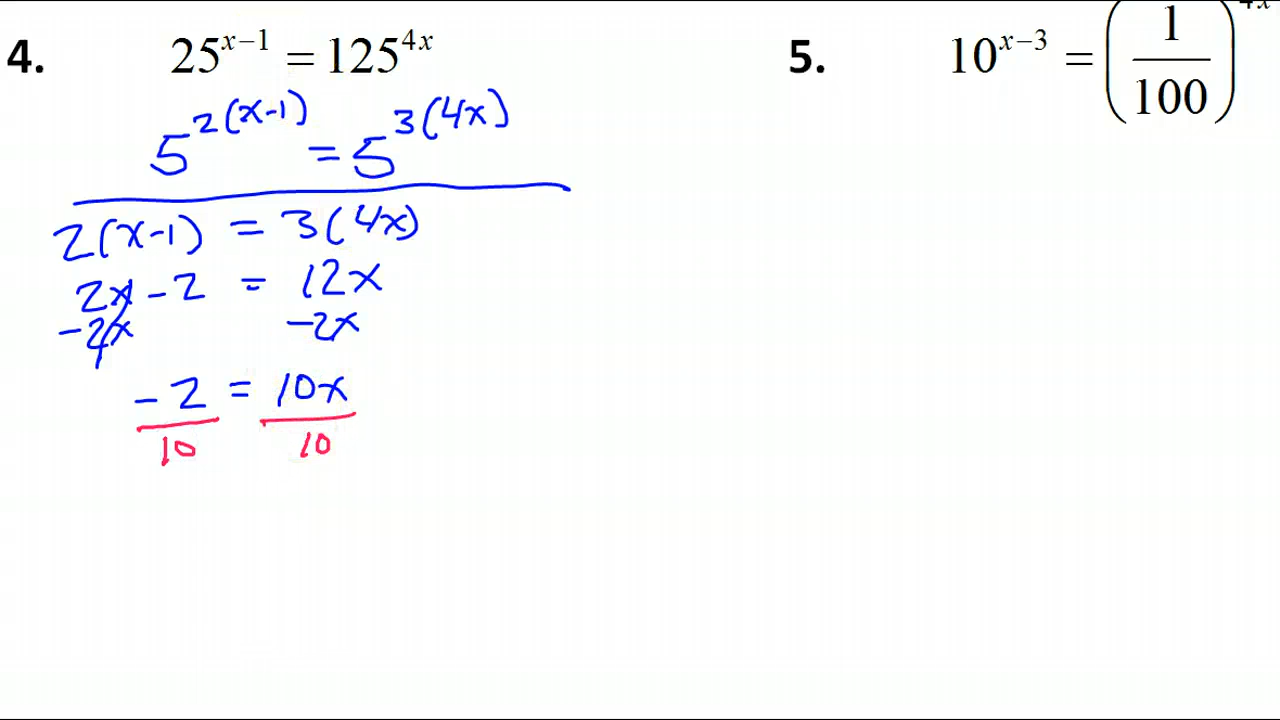 4. 25^{x-1} = 125^{4x}
5^{2(x-1)} = 5^{3(4x)}
2(x-1) = 3(4x)
2x - 2 = 12x
-2x -2x
-2 = 10x
10 10
5. 10^{x-3} = (1/100)^{4x}